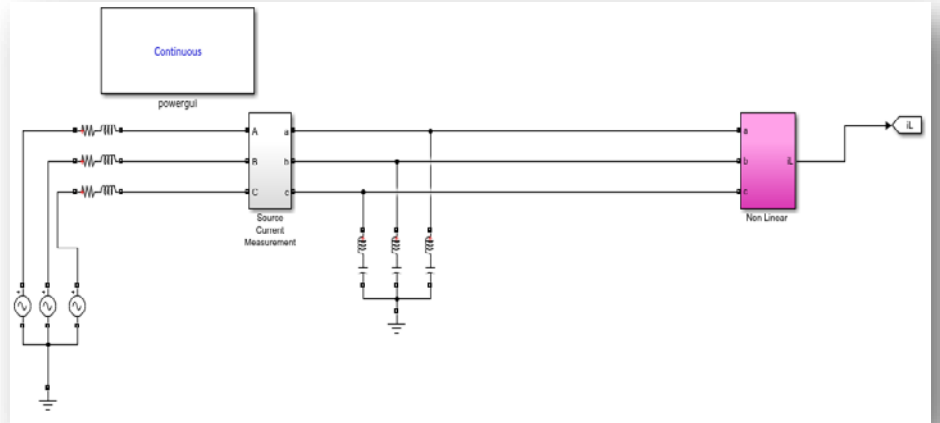 Continuous
powergui
A a
B b
C c
Source
Current
Measurement
a
b iL
c
Non Linear
iL